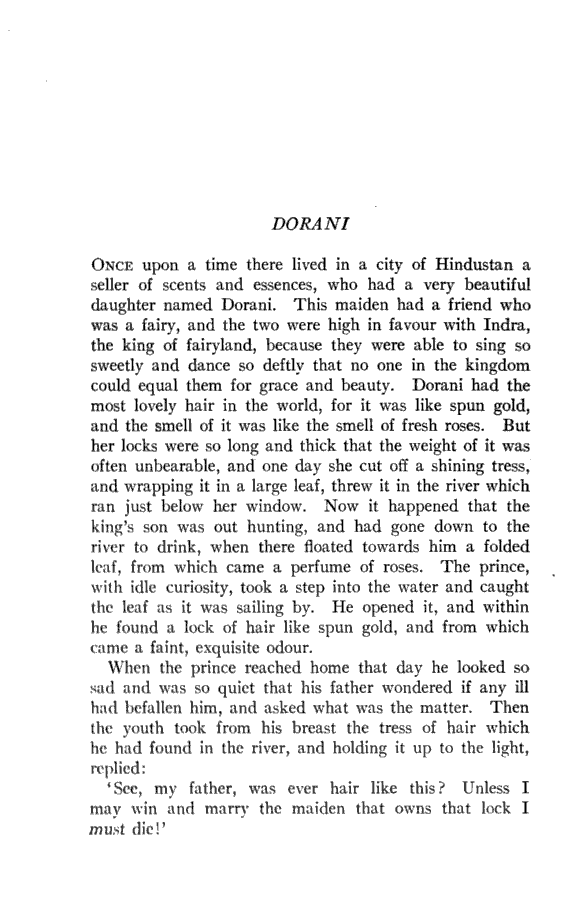 DORANI
ONCE upon a time there lived in a city of Hindustan a
seller of scents and essences, who had a very beautiful
daughter named Dorani. This maiden had a friend who
was a fairy, and the two were high in favour with Indra,
the king of fairyland, because they were able to sing so
sweetly and dance so deftly that no one in the kingdom
could equal them for grace and beauty. Dorani had the
most lovely hair in the world, for it was like spun gold,
and the smell of it was like the smell of fresh roses. But
her locks were so long and thick that the weight of it was
often unbearable, and one day she cut off a shining tress,
and wrapping it in a large leaf, threw it in the river which
ran just below her window. Now it happened that the
king's son was out hunting, and had gone down to the
river to drink, when there floated towards him a folded
leaf, from which came a perfume of roses. The prince,
with idle curiosity, took a step into the water and caught
the leaf as it was sailing by. He opened it, and within
he found a lock of hair like spun gold, and from which
came a faint, exquisite odour.
When the prince reached home that day he looked so
sad and was so quiet that his father wondered if any ill
had befallen him, and asked what was the matter. Then
the youth took from his breast the tress of hair which
he had found in the river, and holding it up to the light,
replied:
'See, my father, was ever hair like this? Unless I
may win and marry the maiden that owns that lock I
must die!'